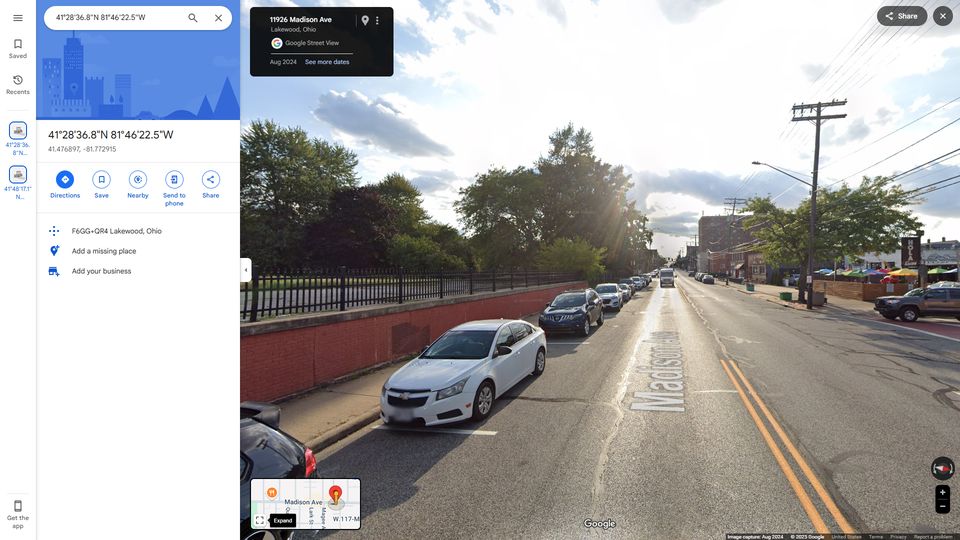 41°28'36.8"N 81°46'22.5"W
Saved
Recents
41°28'36.
8"N...
41°48'17.1"
N...
Get the
app
41°28'36.8"N 81°46'22.5"W
41.476897, -81.772915
Directions
Save
Nearby
Send to
phone
Share
F6GG+QR4 Lakewood, Ohio
Add a missing place
Add your business
11926 Madison Ave
Lakewood, Ohio
Google Street View
Aug 2024 See more dates
Share
Madison Ave
Madison Ave
W.117-M
Expand
Google
Image capture: Aug 2024 © 2023 Google United States Terms Privacy Report a problem